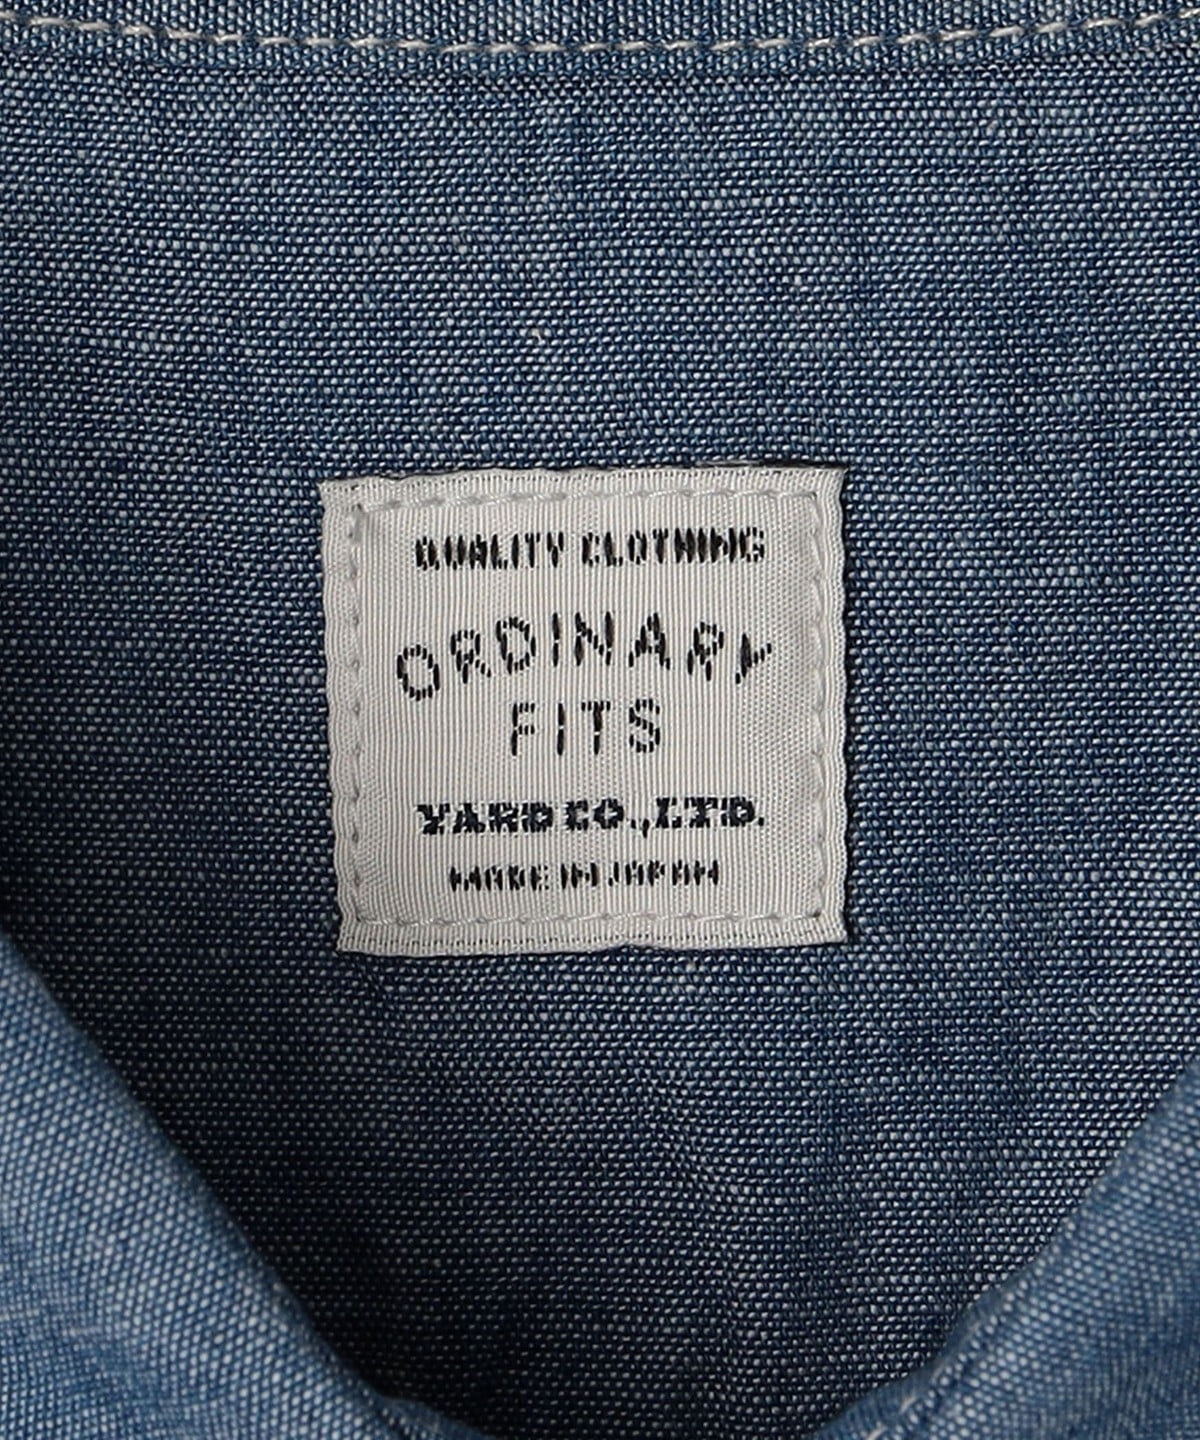 QUALITY CLOTHING
ORDINARY
FITS
YARD CO.,LTD.
MADE IN JAPAN